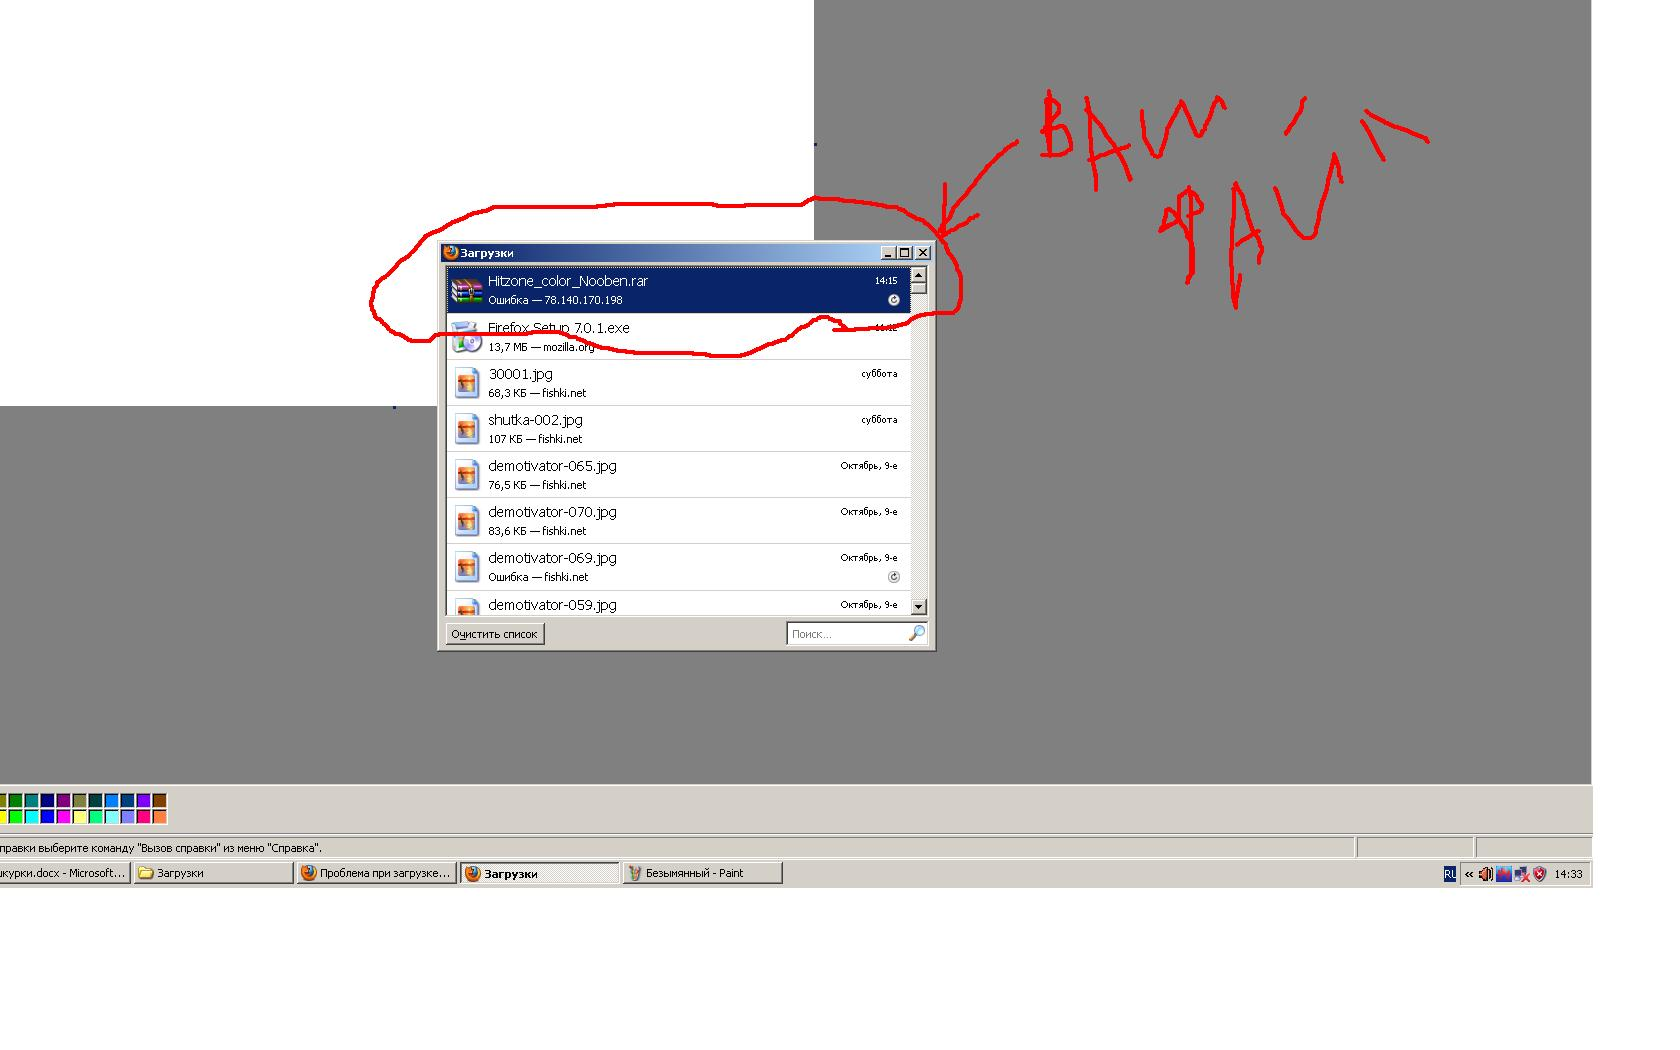 ВАШ
ФАЙЛ
Загрузки
Hitzone_color_Nooben.rar 14:15
Ошибка — 78.140.170.198
Firefox Setup 7.0.1.exe
13,7 МБ — mozilla.org
30001.jpg суббота
68,3 КБ — fishki.net
shutka-002.jpg суббота
107 КБ — fishki.net
demotivator-065.jpg Октябрь, 9-е
76,5 КБ — fishki.net
demotivator-070.jpg Октябрь, 9-е
83,6 КБ — fishki.net
demotivator-069.jpg Октябрь, 9-е
Ошибка — fishki.net
demotivator-059.jpg Октябрь, 9-е
Очистить список Поиск...
правки выберите команду "Вызов справки" из меню "Справка".
шкурки.docx - Microsoft... Загрузки Проблема при загрузке... Загрузки Безымянный - Paint RU « 14:33